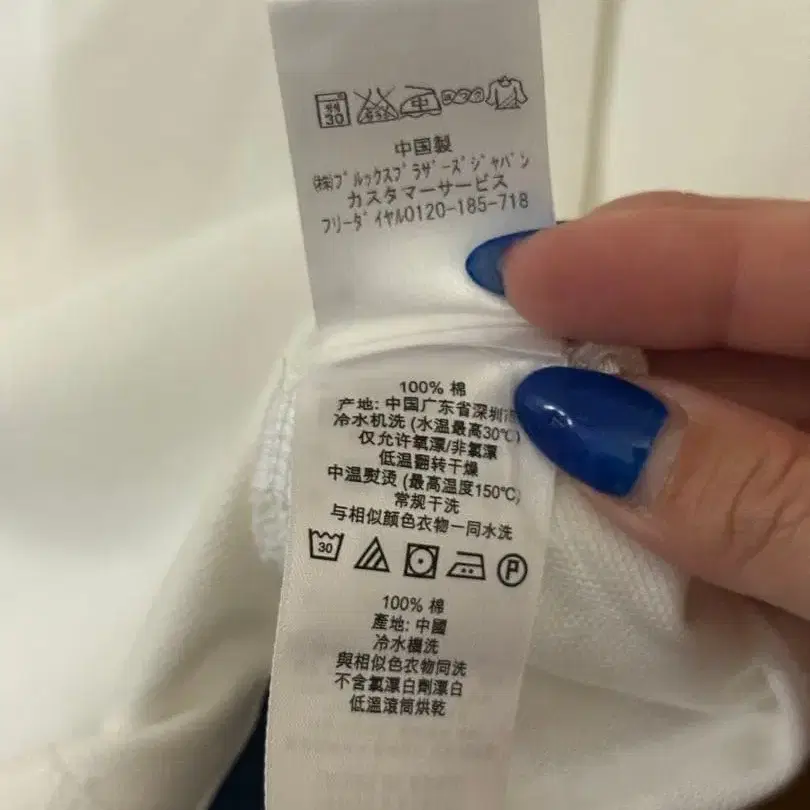 中国製
㈱ブルックスブラザーズジャパン
カスタマーサービス
フリーダイヤル0120-185-718
100% 棉
产地: 中国广东省深圳市
冷水机洗 (水温最高30℃)
仅允许氧漂/非氯漂
低温翻转干燥
中温熨烫 (最高温度150℃)
常规干洗
与相似颜色衣物一同水洗
30
P
100% 棉
產地: 中國
冷水機洗
與相似色衣物同洗
不含氯漂白劑漂白
低溫滾筒烘乾